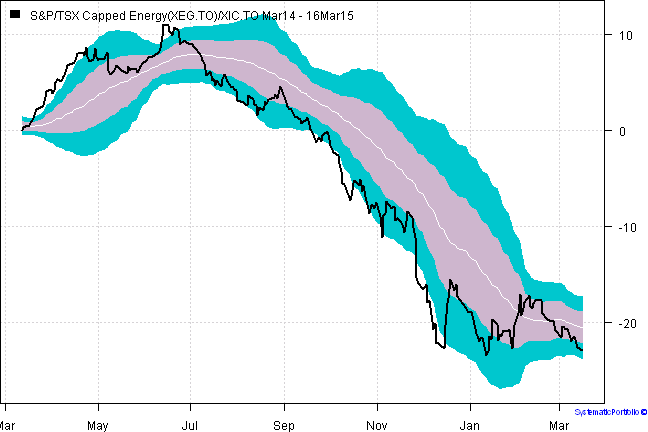 S&P/TSX Capped Energy(XEG.TO)/XIC.TO Mar14 - 16Mar15
10
0
-10
-20
Mar May Jul Sep Nov Jan Mar
SystematicPortfolio ©